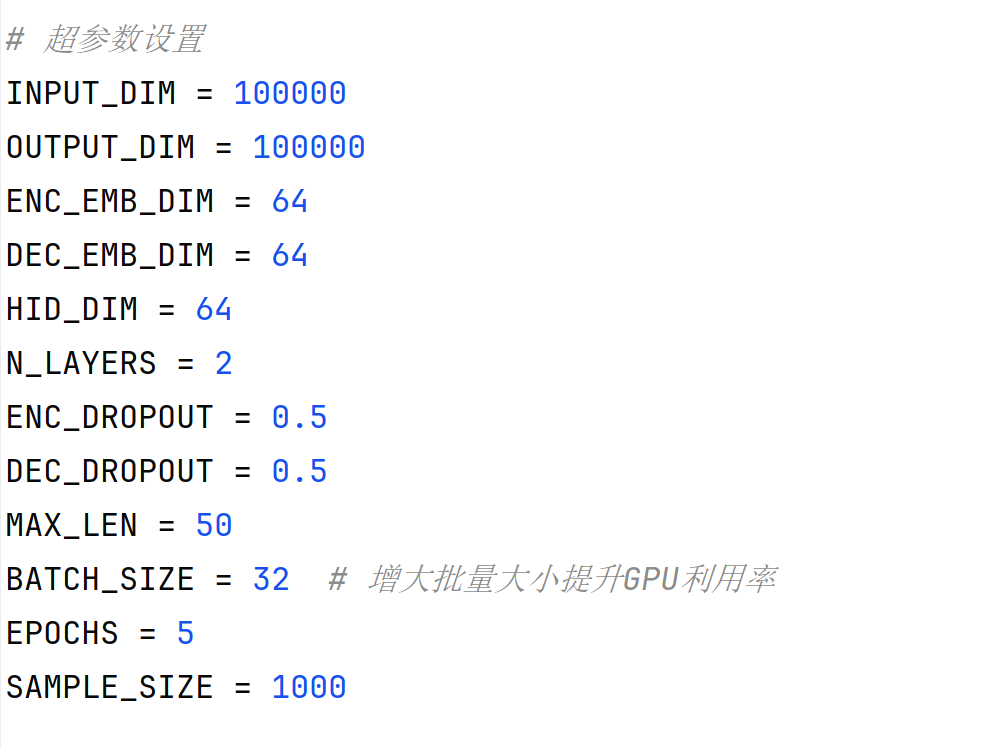 # 超参数设置
INPUT_DIM = 100000
OUTPUT_DIM = 100000
ENC_EMB_DIM = 64
DEC_EMB_DIM = 64
HID_DIM = 64
N_LAYERS = 2
ENC_DROPOUT = 0.5
DEC_DROPOUT = 0.5
MAX_LEN = 50
BATCH_SIZE = 32  # 增大批量大小提升GPU利用率
EPOCHS = 5
SAMPLE_SIZE = 1000